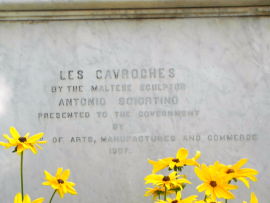 LES GAVROCHES
BY THE MALTESE SCULPTOR
ANTONIO SCIORTINO
PRESENTED TO THE GOVERNMENT
BY
OF ARTS, MANUFACTURES AND COMMERCE
1907.